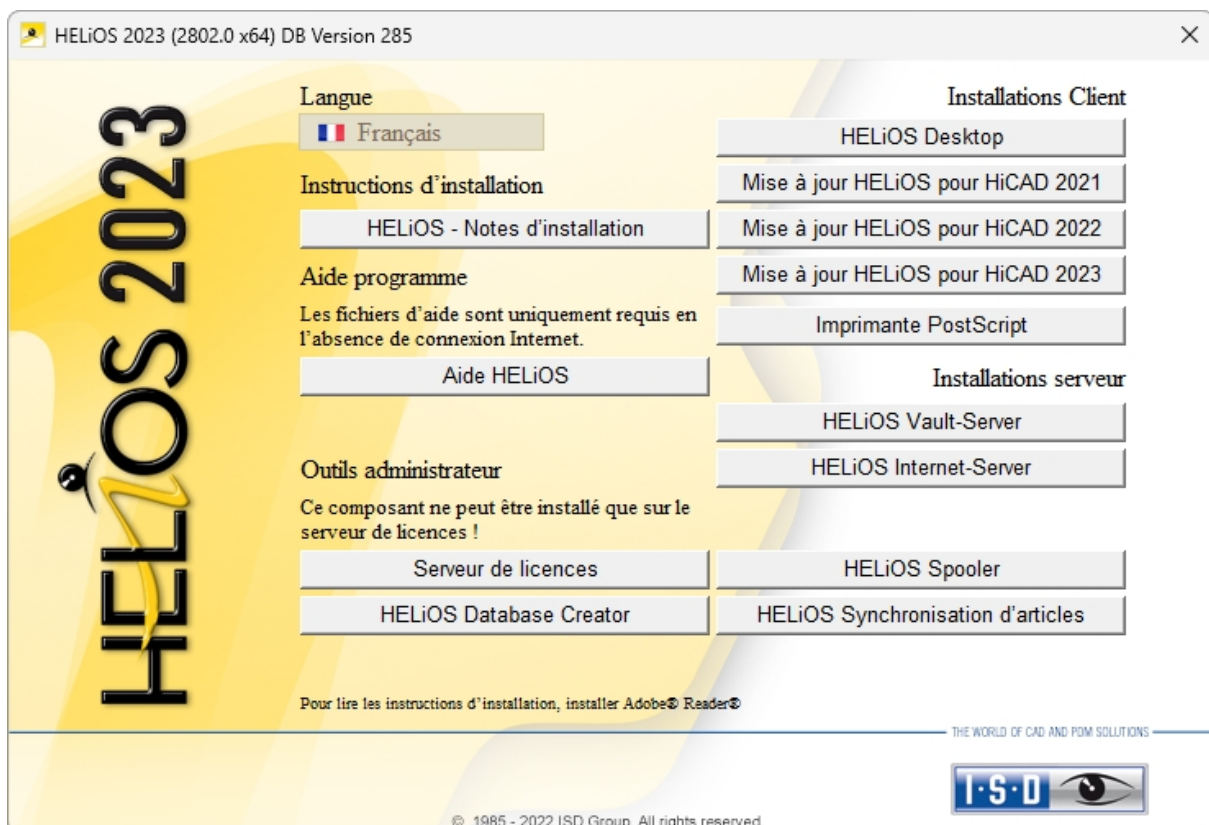 HELiOS 2023 (2802.0 x64) DB Version 285
HELiOS 2023
Langue
Français
Instructions d'installation
HELiOS - Notes d'installation
Aide programme
Les fichiers d'aide sont uniquement requis en
l'absence de connexion Internet.
Aide HELiOS
Outils administrateur
Ce composant ne peut être installé que sur le
serveur de licences !
Serveur de licences
HELiOS Database Creator
Installations Client
HELiOS Desktop
Mise à jour HELiOS pour HiCAD 2021
Mise à jour HELiOS pour HiCAD 2022
Mise à jour HELiOS pour HiCAD 2023
Imprimante PostScript
Installations serveur
HELiOS Vault-Server
HELiOS Internet-Server
HELiOS Spooler
HELiOS Synchronisation d'articles
Pour lire les instructions d'installation, installer Adobe® Reader®
THE WORLD OF CAD AND PDM SOLUTIONS
I·S·D
© 1985 - 2022 ISD Group. All rights reserved